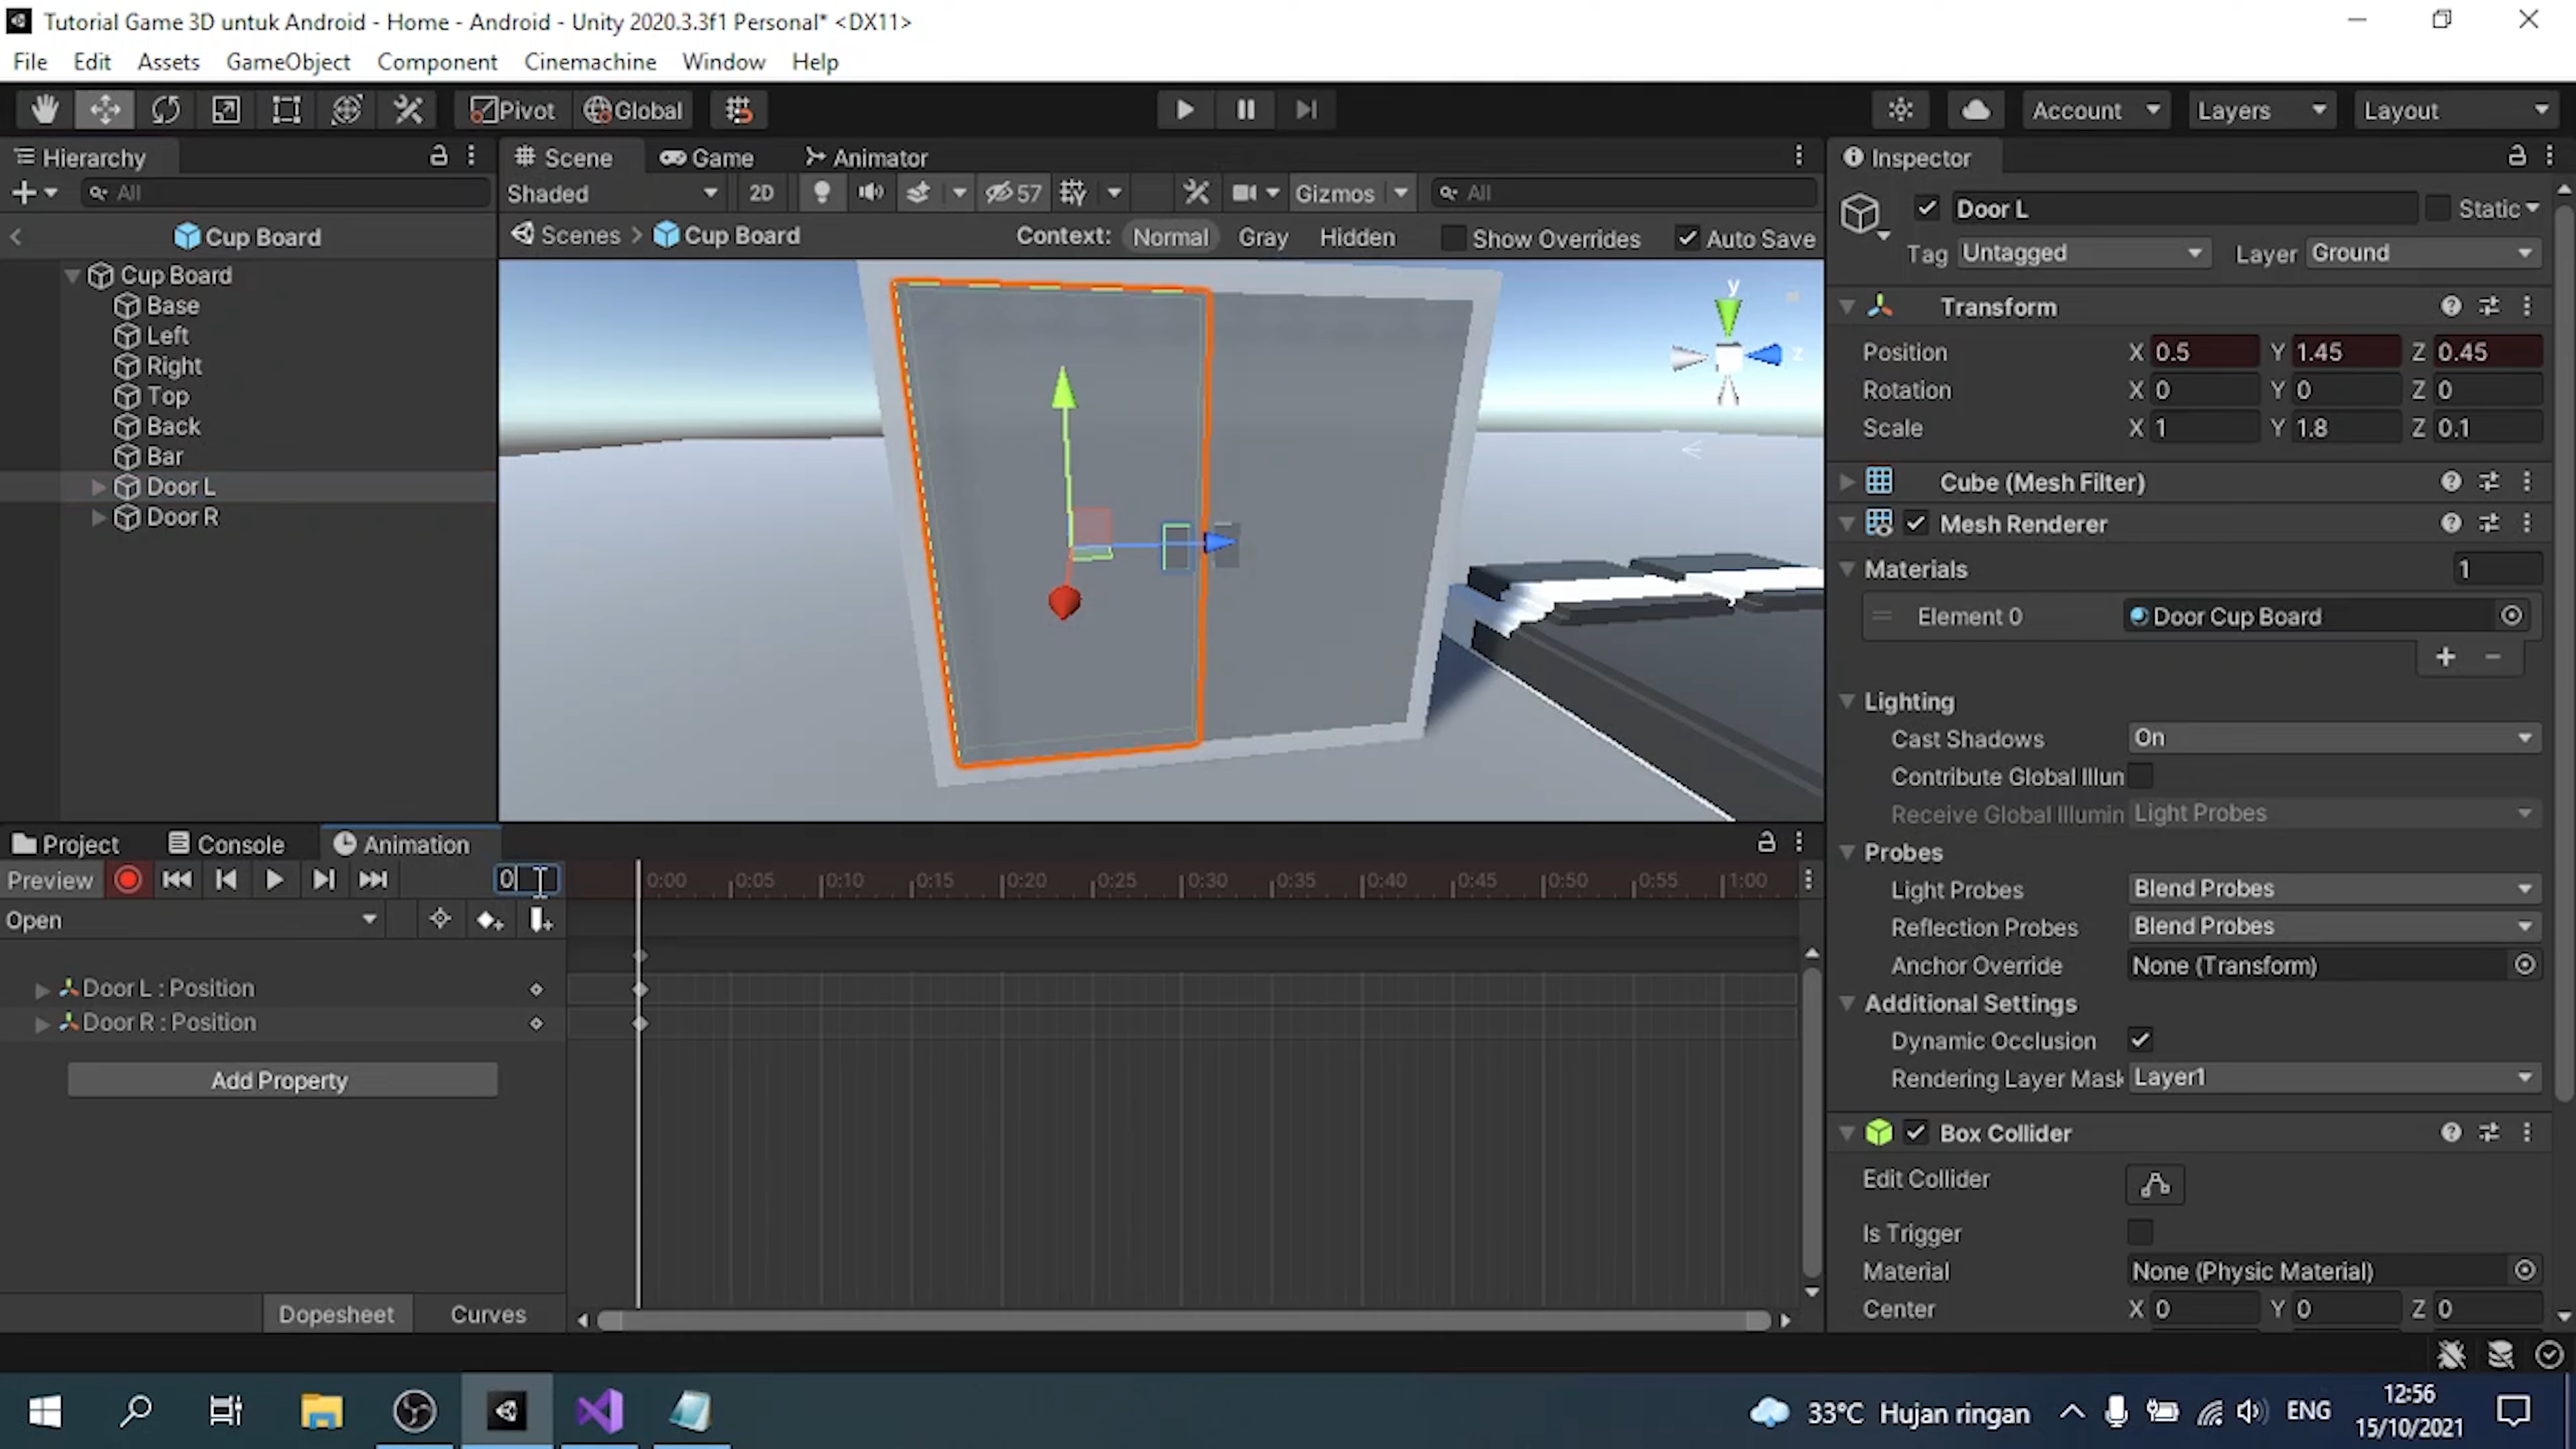 Tutorial Game 3D untuk Android - Home - Android - Unity 2020.3.3f1 Personal* <DX11>
File Edit Assets GameObject Component Cinemachine Window Help
Pivot Global Account Layers Layout
Hierarchy
All
Cup Board
Cup Board
Base
Left
Right
Top
Back
Bar
Door L
Door R
Scene Game Animator
Shaded 2D 57 Gizmos All
Scenes > Cup Board Context: Normal Gray Hidden Show Overrides Auto Save
y
z
Inspector
Door L Static
Tag Untagged Layer Ground
Transform
Position X 0.5 Y 1.45 Z 0.45
Rotation X 0 Y 0 Z 0
Scale X 1 Y 1.8 Z 0.1
Cube (Mesh Filter)
Mesh Renderer
Materials 1
Element 0 Door Cup Board
Lighting
Cast Shadows On
Contribute Global Illun
Receive Global Illumin Light Probes
Probes
Light Probes Blend Probes
Reflection Probes Blend Probes
Anchor Override None (Transform)
Additional Settings
Dynamic Occlusion
Rendering Layer Mask Layer1
Box Collider
Edit Collider
Is Trigger
Material None (Physic Material)
Center X 0 Y 0 Z 0
Project Console Animation
Preview 0 0:00 0:05 0:10 0:15 0:20 0:25 0:30 0:35 0:40 0:45 0:50 0:55 1:00
Open
Door L : Position
Door R : Position
Add Property
Dopesheet Curves
33°C Hujan ringan ENG 12:56
15/10/2021